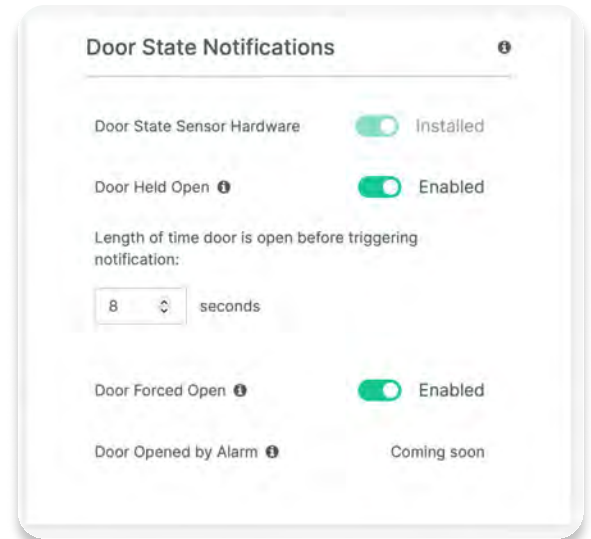 Door State Notifications
Door State Sensor Hardware Installed
Door Held Open Enabled
Length of time door is open before triggering
notification:
8 seconds
Door Forced Open Enabled
Door Opened by Alarm Coming soon